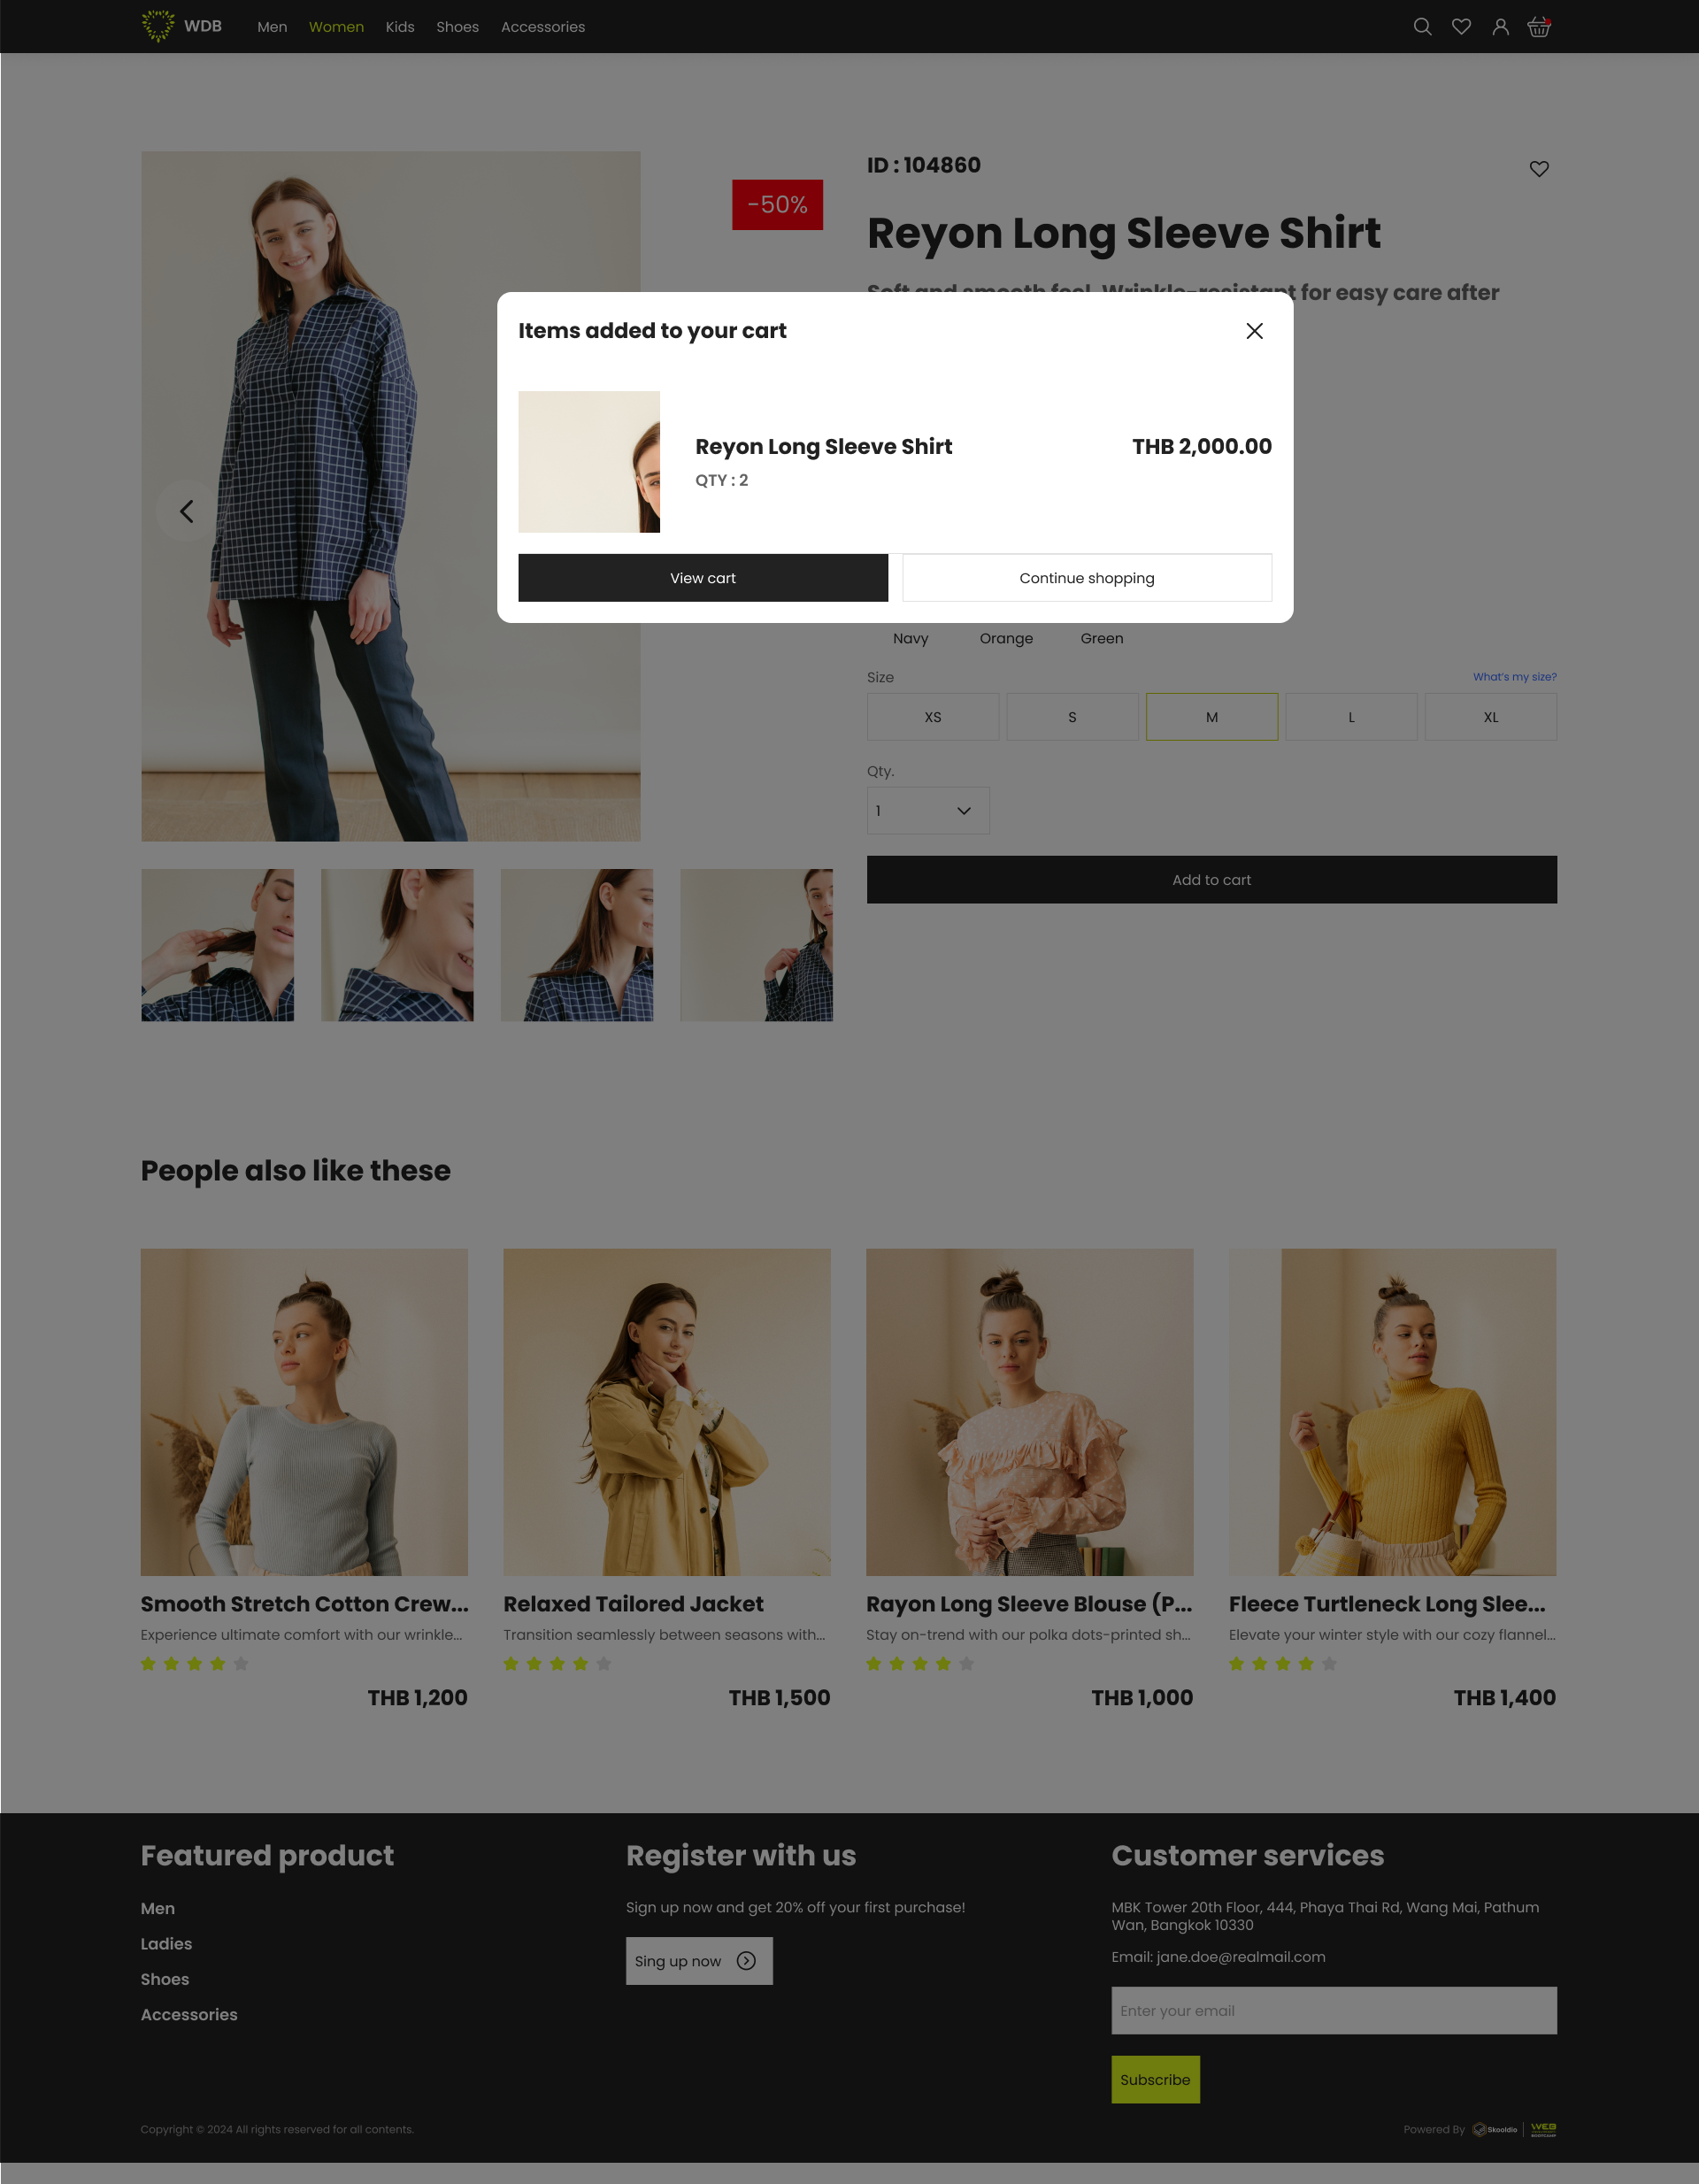 WDB
Men Women Kids Shoes Accessories
-50%
ID : 104860
Reyon Long Sleeve Shirt
Soft and smooth feel. Wrinkle-resistant for easy care after
Items added to your cart
Reyon Long Sleeve Shirt
THB 2,000.00
QTY : 2
View cart
Continue shopping
Navy Orange Green
Size
What's my size?
XS S M L XL
Qty.
1
Add to cart
People also like these
Smooth Stretch Cotton Crew...
Experience ultimate comfort with our wrinkle...
THB 1,200
Relaxed Tailored Jacket
Transition seamlessly between seasons with...
THB 1,500
Rayon Long Sleeve Blouse (P...
Stay on-trend with our polka dots-printed sh...
THB 1,000
Fleece Turtleneck Long Slee...
Elevate your winter style with our cozy flannel...
THB 1,400
Featured product
Men
Ladies
Shoes
Accessories
Register with us
Sign up now and get 20% off your first purchase!
Sing up now
Customer services
MBK Tower 20th Floor, 444, Phaya Thai Rd, Wang Mai, Pathum
Wan, Bangkok 10330
Email: jane.doe@realmail.com
Enter your email
Subscribe
Copyright © 2024 All rights reserved for all contents.
Powered By Skooldio
WEB
BOOTCAMP